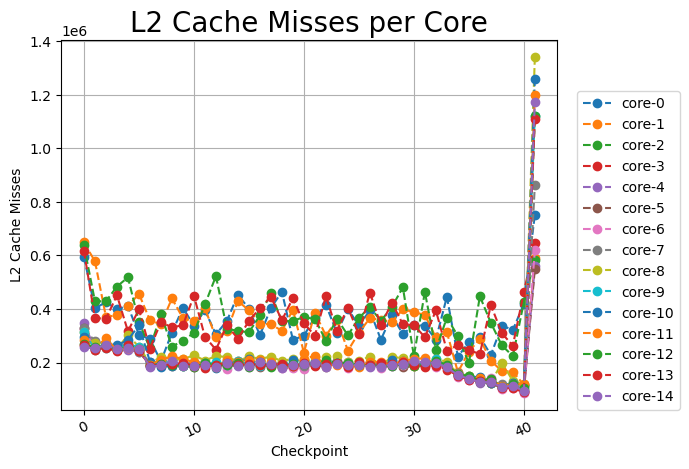 L2 Cache Misses per Core
1e6
1.4
1.2
1.0
0.8
0.6
0.4
0.2
L2 Cache Misses
0
10
20
30
40
Checkpoint
core-0
core-1
core-2
core-3
core-4
core-5
core-6
core-7
core-8
core-9
core-10
core-11
core-12
core-13
core-14